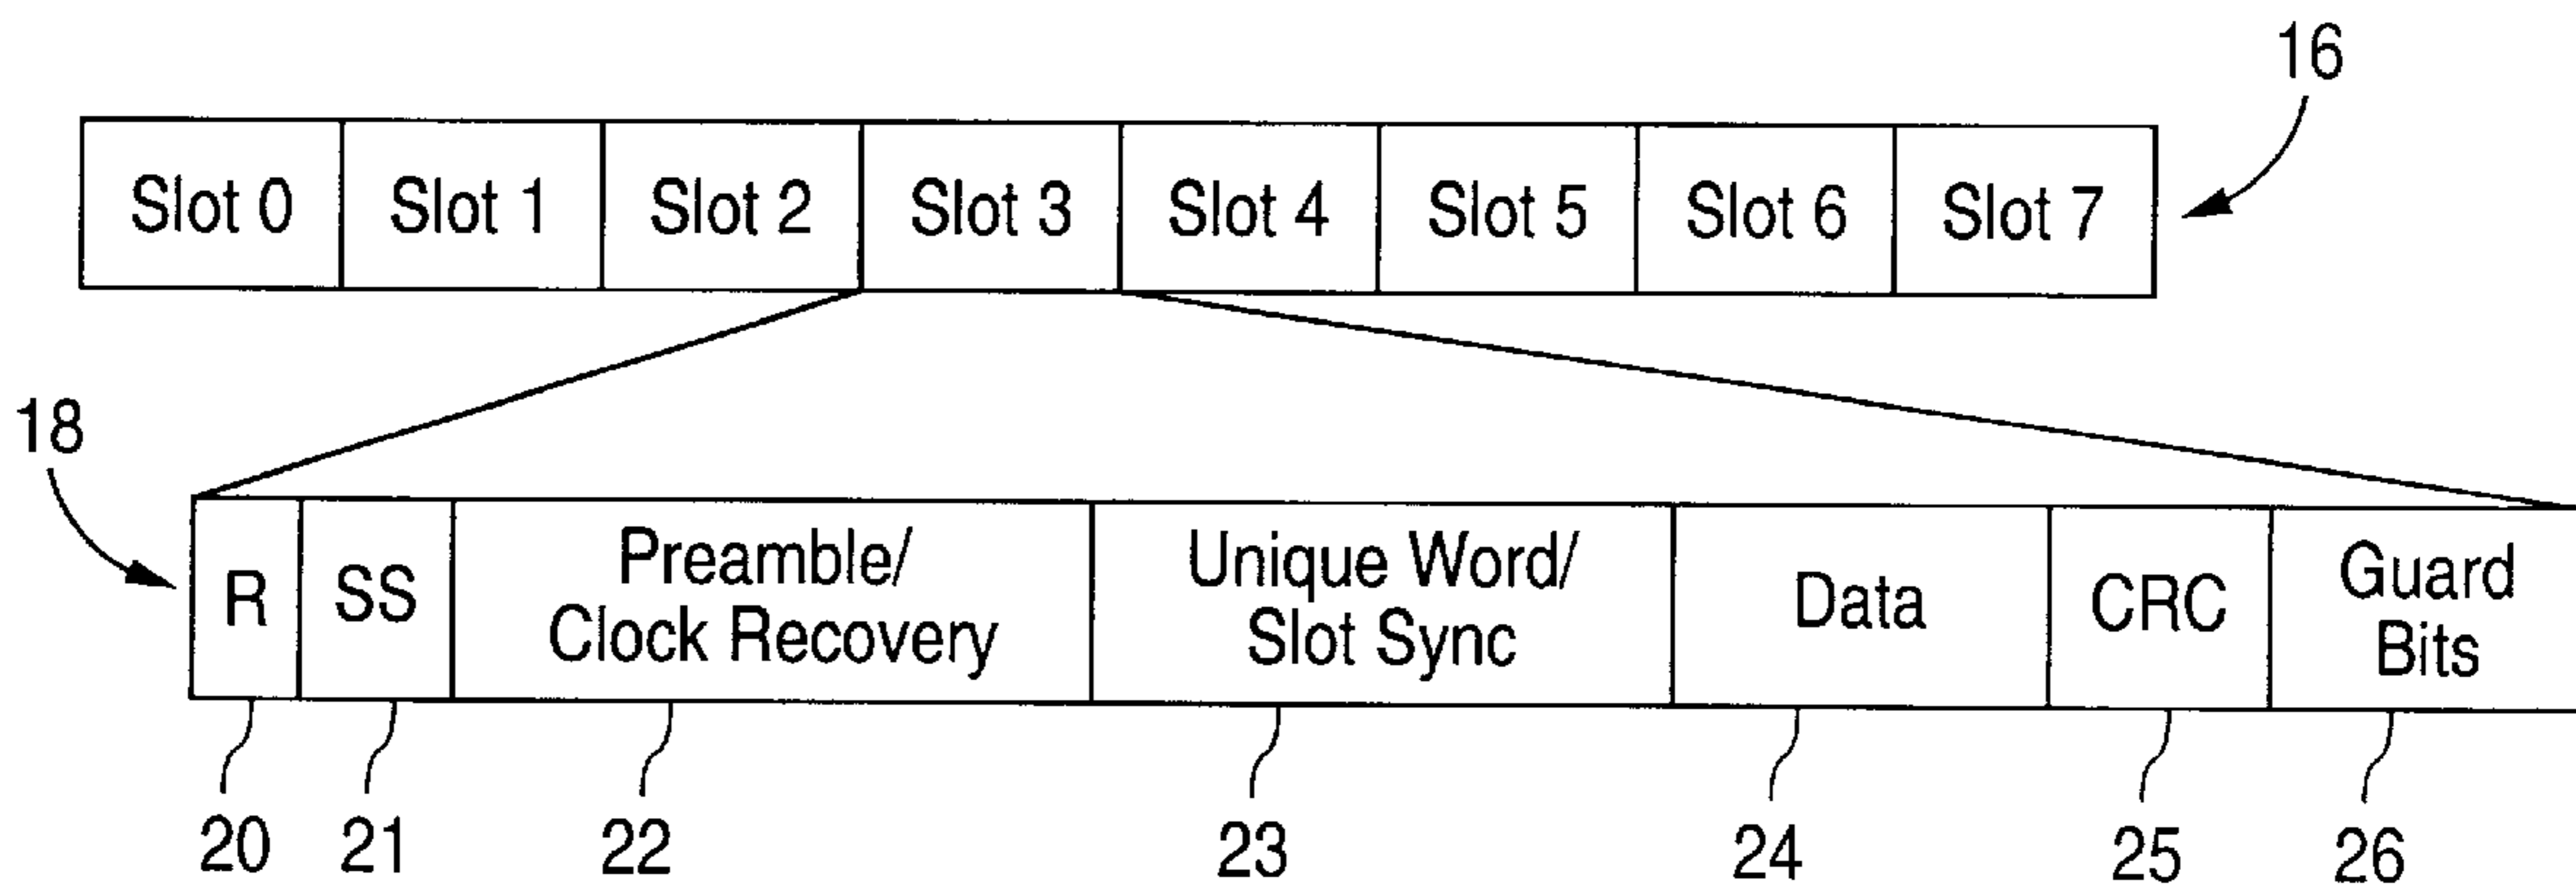 16
Slot 0 Slot 1 Slot 2 Slot 3 Slot 4 Slot 5 Slot 6 Slot 7
18
R SS Preamble/ Unique Word/ Data CRC Guard
Clock Recovery Slot Sync Bits
20 21 22 23 24 25 26